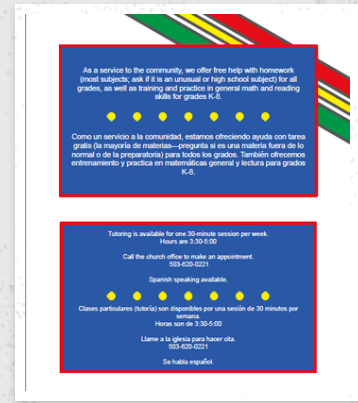 As a service to the community, we offer free help with homework
(most subjects; ask if it is an unusual or high school subject) for all
grades, as well as training and practice in general math and reading
skills for grades K-8.
Como un servicio a la comunidad, estamos ofreciendo ayuda con tarea
gratis (la mayoría de materias—pregunta si es una materia fuera de lo
normal o de la preparatoria) para todos los grados. También ofrecemos
entrenamiento y practica en matemáticas general y lectura para grados
K-8.
Tutoring is available for one 30-minute session per week.
Hours are 3:30-5:00
Call the church office to make an appointment.
503-620-0221
Spanish speaking available.
Clases particulares (tutoría) son disponibles por una sesión de 30 minutos por
semana.
Horas son de 3:30-5:00
Llame a la iglesia para hacer cita.
503-620-0221
Se habla español.